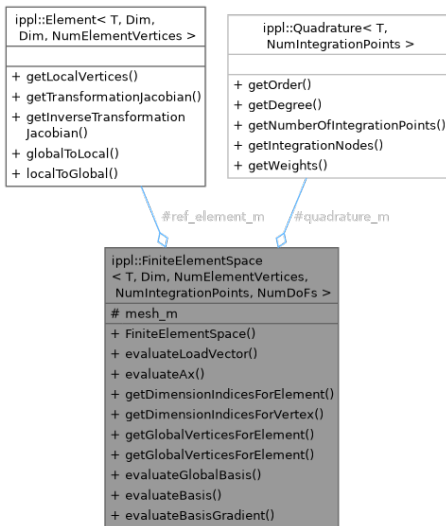 ippl::Element< T, Dim,
Dim, NumElementVertices >
+ getLocalVertices()
+ getTransformationJacobian()
+ getInverseTransformation
Jacobian()
+ globalToLocal()
+ localToGlobal()
ippl::Quadrature< T,
NumIntegrationPoints >
+ getOrder()
+ getDegree()
+ getNumberOfIntegrationPoints()
+ getIntegrationNodes()
+ getWeights()
#ref_element_m
#quadrature_m
ippl::FiniteElementSpace
< T, Dim, NumElementVertices,
NumIntegrationPoints, NumDoFs >
# mesh_m
+ FiniteElementSpace()
+ evaluateLoadVector()
+ evaluateAx()
+ getDimensionIndicesForElement()
+ getDimensionIndicesForVertex()
+ getGlobalVerticesForElement()
+ getGlobalVerticesForElement()
+ evaluateGlobalBasis()
+ evaluateBasis()
+ evaluateBasisGradient()